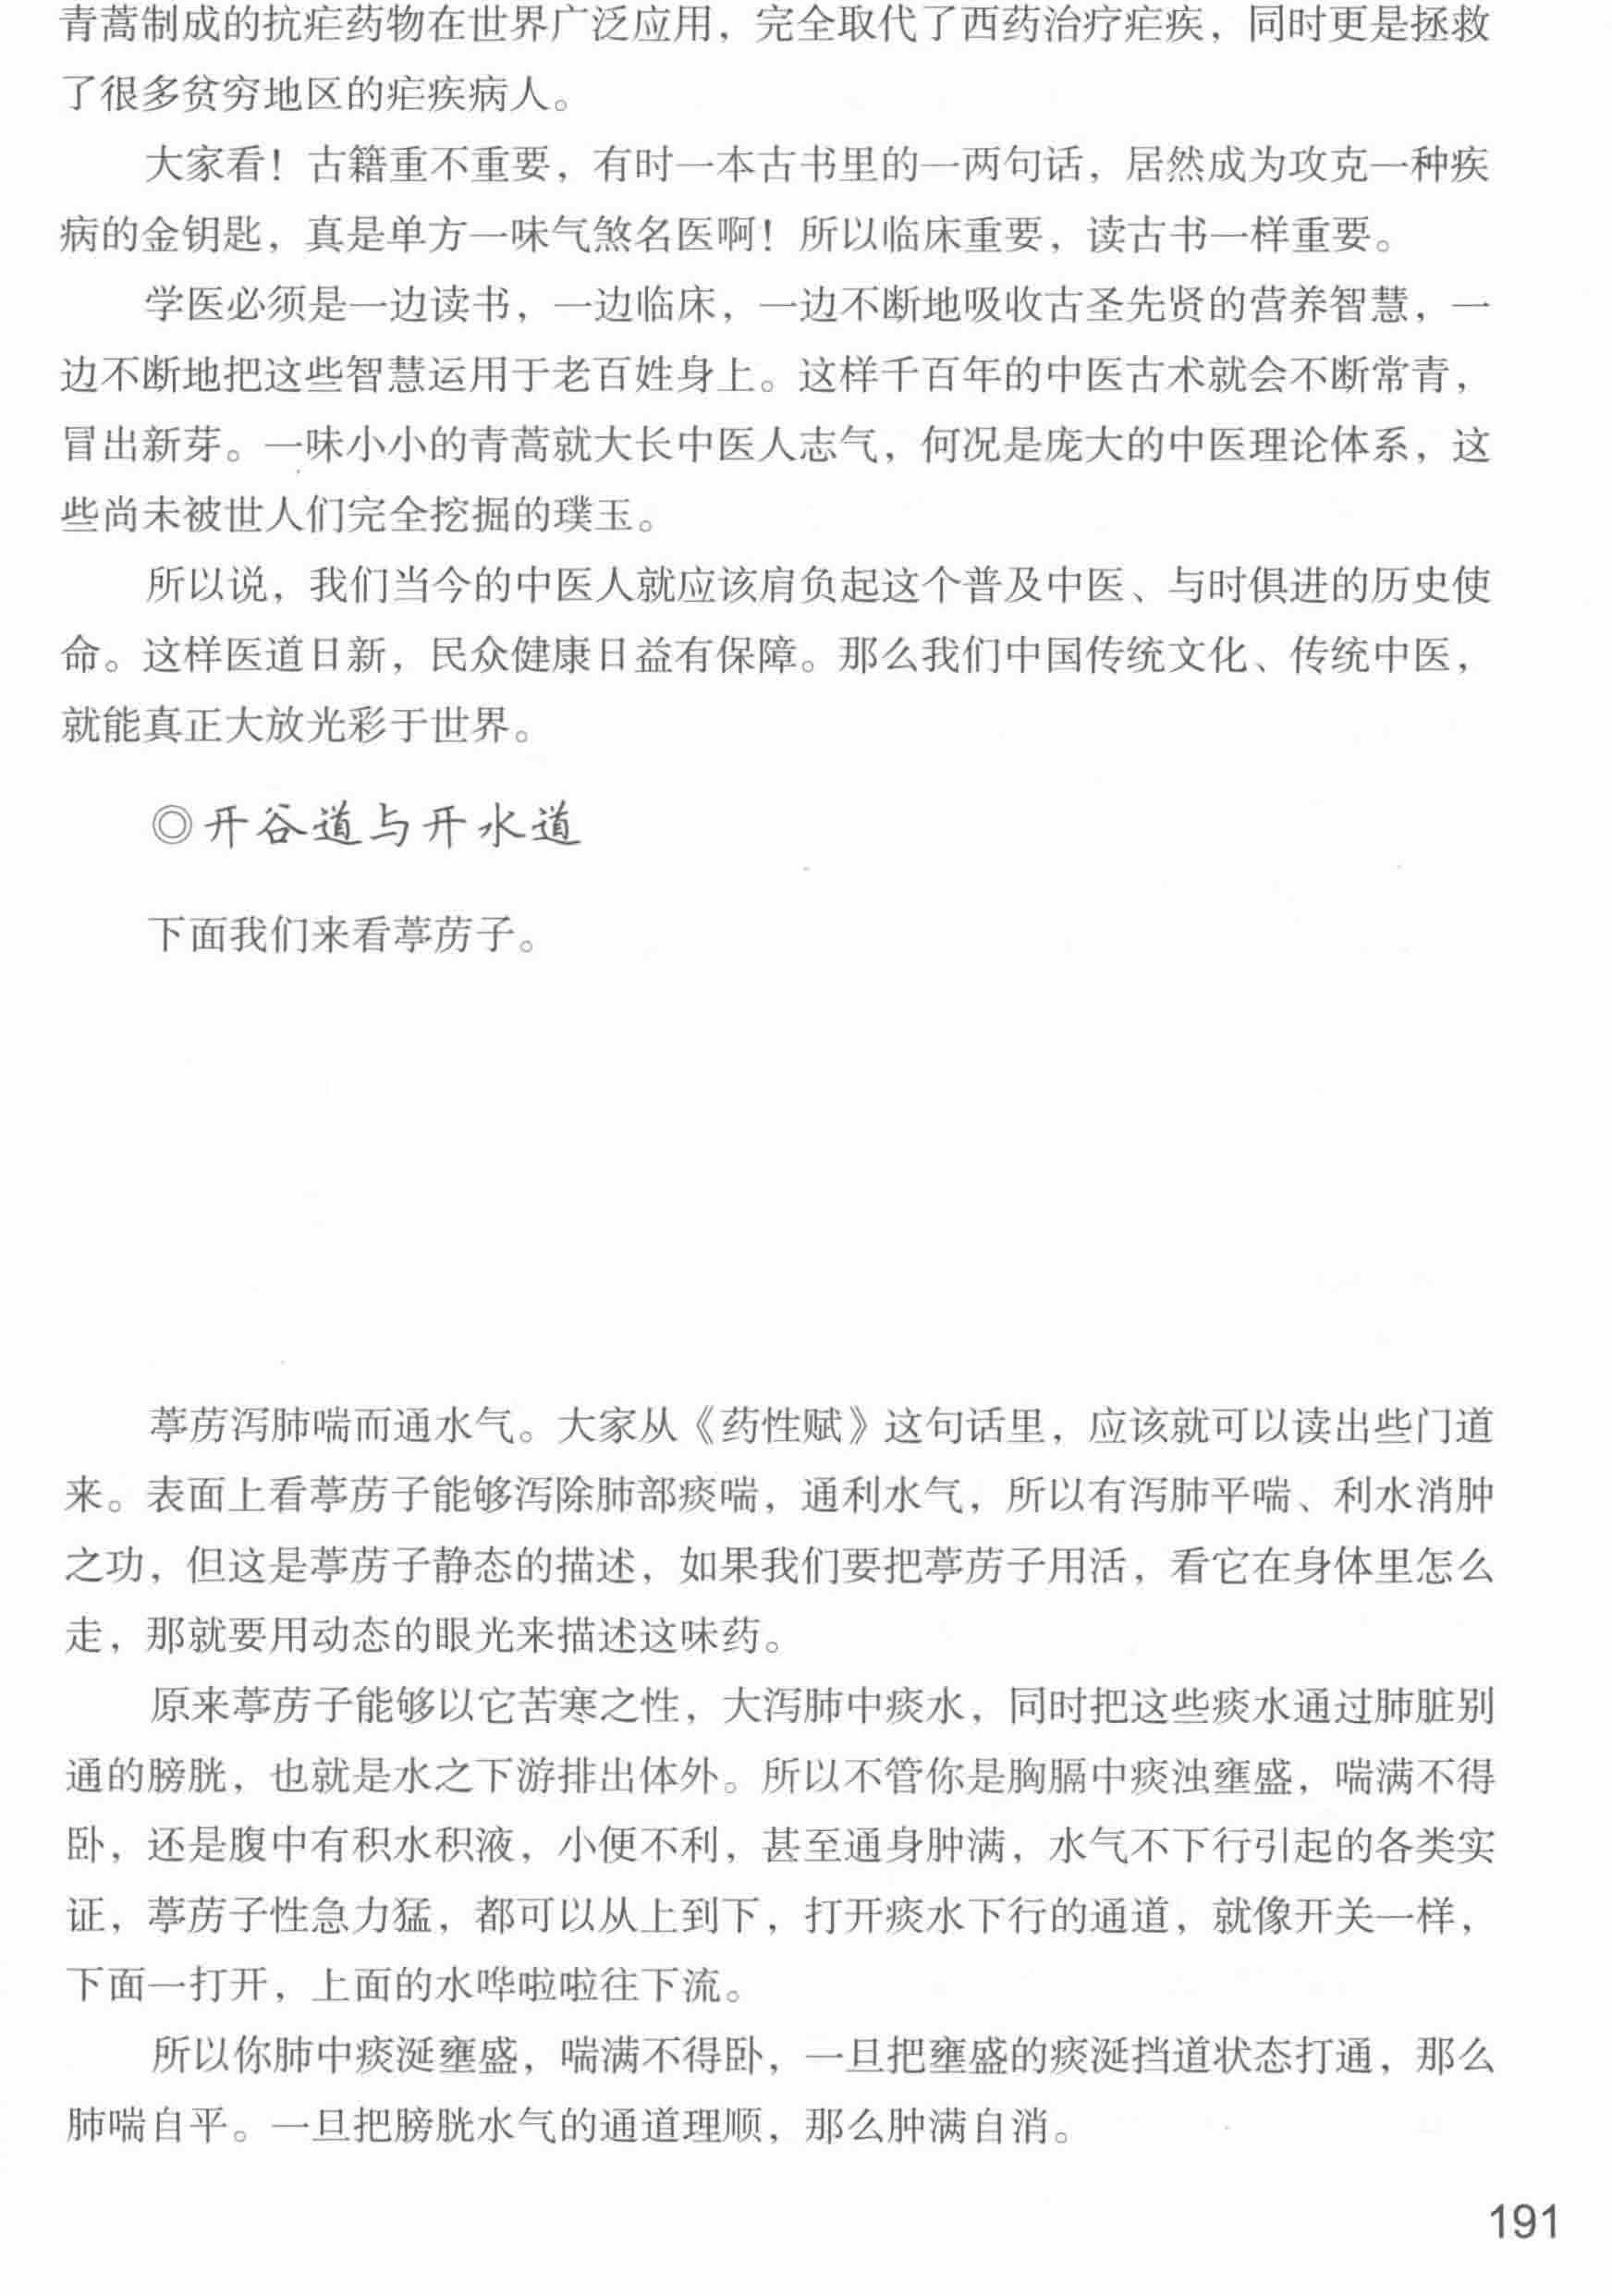 青蒿制成的抗疟药物在世界广泛应用，完全取代了西药治疗疟疾，同时更是拯救
了很多贫穷地区的疟疾病人。
大家看！古籍重不重要，有时一本古书里的一两句话，居然成为攻克一种疾
病的金钥匙，真是单方一味气煞名医啊！所以临床重要，读古书一样重要。
学医必须是一边读书，一边临床，一边不断地吸收古圣先贤的营养智慧，一
边不断地把这些智慧运用于老百姓身上。这样千百年的中医古术就会不断常青，
冒出新芽。一味小小的青蒿就大长中医人志气，何况是庞大的中医理论体系，这
些尚未被世人们完全挖掘的璞玉。
所以说，我们当今的中医人就应该肩负起这个普及中医、与时俱进的历史使
命。这样医道日新，民众健康日益有保障。那么我们中国传统文化、传统中医，
就能真正大放光彩于世界。
◎开谷道与开水道
下面我们来看葶苈子。
葶苈泻肺喘而通水气。大家从《药性赋》这句话里，应该就可以读出些门道
来。表面上看葶苈子能够泻除肺部痰喘，通利水气，所以有泻肺平喘、利水消肿
之功，但这是葶苈子静态的描述，如果我们要把葶苈子用活，看它在身体里怎么
走，那就要用动态的眼光来描述这味药。
原来葶苈子能够以它苦寒之性，大泻肺中痰水，同时把这些痰水通过肺脏别
通的膀胱，也就是水之下游排出体外。所以不管你是胸膈中痰浊壅盛，喘满不得
卧，还是腹中有积水积液，小便不利，甚至通身肿满，水气不下行引起的各类实
证，葶苈子性急力猛，都可以从上到下，打开痰水下行的通道，就像开关一样，
下面一打开，上面的水哗啦啦往下流。
所以你肺中痰涎壅盛，喘满不得卧，一旦把壅盛的痰涎挡道状态打通，那么
肺喘自平。一旦把膀胱水气的通道理顺，那么肿满自消。
191